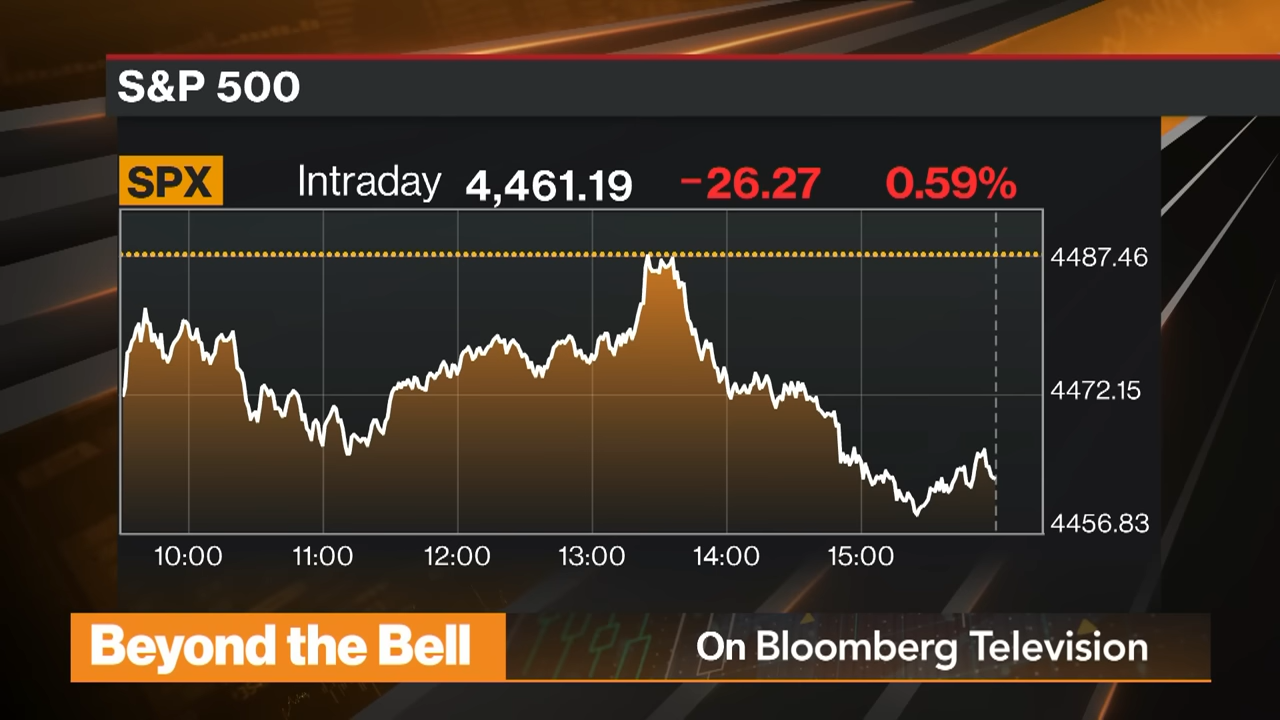 S&P 500
SPX Intraday 4,461.19 -26.27 0.59%
4487.46
4472.15
4456.83
10:00 11:00 12:00 13:00 14:00 15:00
Beyond the Bell On Bloomberg Television